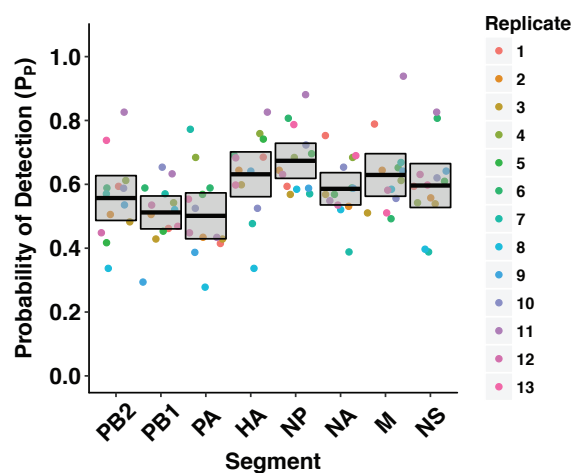 Probability of Detection (PP)
1.0
0.8
0.6
0.4
0.2
0.0
PB2
PB1
PA
HA
NP
NA
M
NS
Segment
Replicate
1
2
3
4
5
6
7
8
9
10
11
12
13